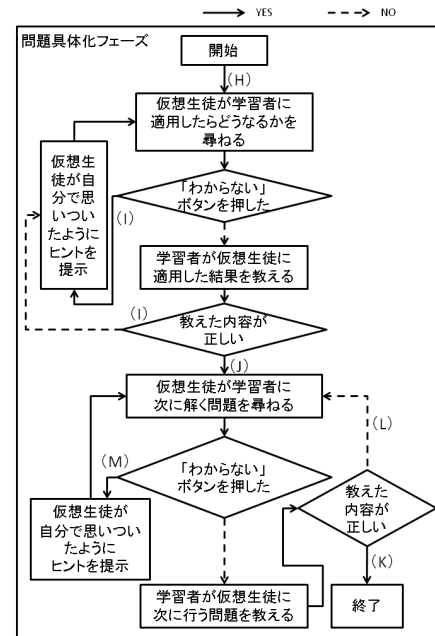 YES
NO
問題具体化フェーズ
開始
(H)
仮想生徒が学習者に
適用したらどうなるかを
尋ねる
仮想生
徒が自
分で思
いつい
たように
ヒントを
提示
「わからない」
ボタンを押した
(I)
学習者が仮想生徒に
適用した結果を教える
(I)
教えた内容が
正しい
(J)
仮想生徒が学習者に
次に解く問題を尋ねる
(L)
(M)
「わからない」
ボタンを押した
教えた
内容が
正しい
仮想生徒が
自分で思いつい
たように
ヒントを提示
(K)
学習者が仮想生徒に
次に行う問題を教える
終了